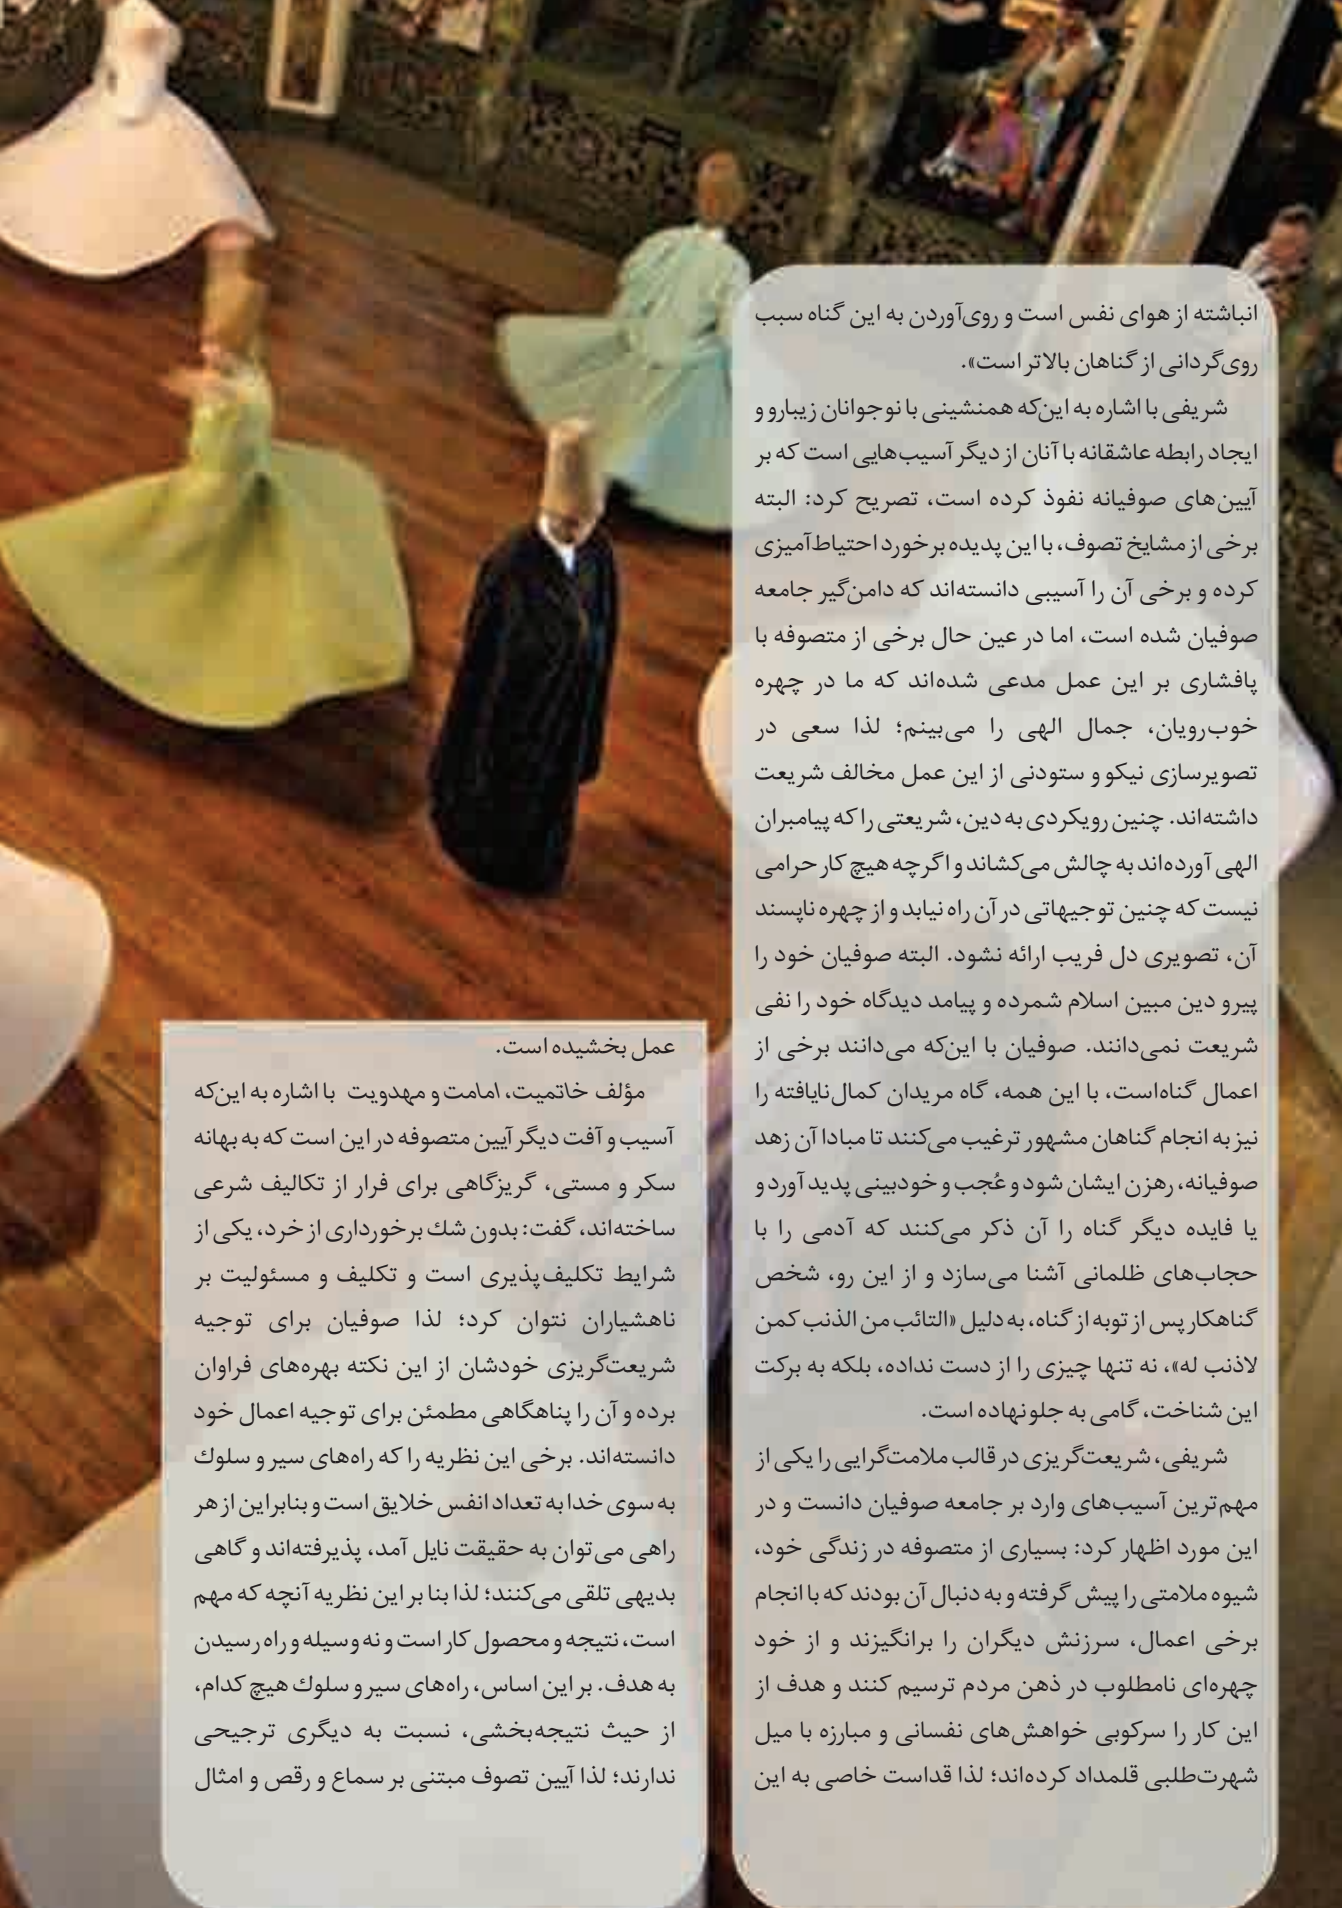 انباشته از هوای نفس است و روی‌آوردن به این گناه سبب
روی‌گردانی از گناهان بالاتر است».
شریفی با اشاره به این‌که همنشینی با نوجوانان زیبارو و
ایجاد رابطه عاشقانه با آنان از دیگر آسیب‌هایی است که بر
آیین‌های صوفیانه نفوذ کرده است، تصریح کرد: البته
برخی از مشایخ تصوف، با این پدیده برخورد احتیاط‌آمیزی
کرده و برخی آن را آسیبی دانسته‌اند که دامن‌گیر جامعه
صوفیان شده است، اما در عین حال برخی از متصوفه با
پافشاری بر این عمل مدعی شده‌اند که ما در چهره
خوب‌رویان، جمال الهی را می‌بینم؛ لذا سعی در
تصویرسازی نیکو و ستودنی از این عمل مخالف شریعت
داشته‌اند. چنین رویکردی به دین، شریعتی را که پیامبران
الهی آورده‌اند به چالش می‌کشاند و اگرچه هیچ کار حرامی
نیست که چنین توجیهاتی در آن راه نیابد و از چهره ناپسند
آن، تصویری دل فریب ارائه نشود. البته صوفیان خود را
پیرو دین مبین اسلام شمرده و پیامد دیدگاه خود را نفی
شریعت نمی‌دانند. صوفیان با این‌که می‌دانند برخی از
اعمال گناه‌است، با این همه، گاه مریدان کمال‌نایافته را
نیز به انجام گناهان مشهور ترغیب می‌کنند تا مبادا آن زهد
صوفیانه، رهزن ایشان شود و عُجب و خودبینی پدید آورد و
یا فایده دیگر گناه را آن ذکر می‌کنند که آدمی را با
حجاب‌های ظلمانی آشنا می‌سازد و از این رو، شخص
گناهکار پس از توبه از گناه، به دلیل «التائب من الذنب کمن
لاذنب له»، نه تنها چیزی را از دست نداده، بلکه به برکت
این شناخت، گامی به جلو نهاده است.
شریفی، شریعت‌گریزی در قالب ملامت‌گرایی را یکی از
مهم‌ترین آسیب‌های وارد بر جامعه صوفیان دانست و در
این مورد اظهار کرد: بسیاری از متصوفه در زندگی خود،
شیوه ملامتی را پیش گرفته و به دنبال آن بودند که با انجام
برخی اعمال، سرزنش دیگران را برانگیزند و از خود
چهره‌ای نامطلوب در ذهن مردم ترسیم کنند و هدف از
این کار را سرکوبی خواهش‌های نفسانی و مبارزه با میل
شهرت‌طلبی قلمداد کرده‌اند؛ لذا قداست خاصی به این
عمل بخشیده است.
مؤلف خاتمیت، امامت و مهدویت با اشاره به این‌که
آسیب و آفت دیگر آیین متصوفه در این است که به بهانه
سکر و مستی، گریزگاهی برای فرار از تکالیف شرعی
ساخته‌اند، گفت: بدون شك برخورداری از خرد، یکی از
شرایط تکلیف‌پذیری است و تکلیف و مسئولیت بر
ناهشیاران نتوان کرد؛ لذا صوفیان برای توجیه
شریعت‌گریزی خودشان از این نکته بهره‌های فراوان
برده و آن را پناهگاهی مطمئن برای توجیه اعمال خود
دانسته‌اند. برخی این نظریه را که راه‌های سیر و سلوك
به سوی خدا به تعداد انفس خلایق است و بنابراین از هر
راهی می‌توان به حقیقت نایل آمد، پذیرفته‌اند و گاهی
بدیهی تلقی می‌کنند؛ لذا بنا بر این نظریه آنچه که مهم
است، نتیجه و محصول کار است و نه وسیله و راه رسیدن
به هدف. بر این اساس، راه‌های سیر و سلوك هیچ کدام،
از حیث نتیجه‌بخشی، نسبت به دیگری ترجیحی
ندارند؛ لذا آیین تصوف مبتنی بر سماع و رقص و امثال